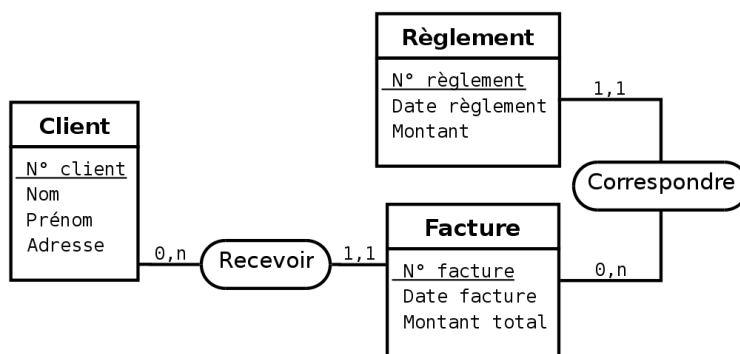 Règlement
N° règlement
Date règlement
Montant
1,1
Correspondre
Client
N° client
Nom
Prénom
Adresse
0,n
Recevoir
1,1
Facture
N° facture
Date facture
Montant total
0,n